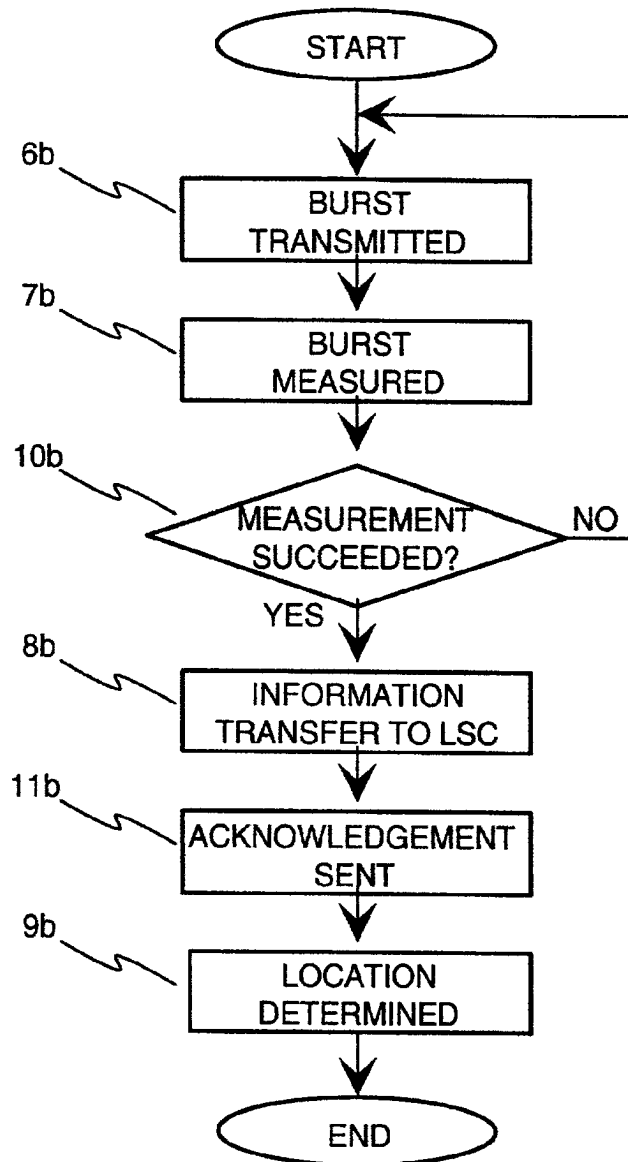 START
6b
BURST
TRANSMITTED
7b
BURST
MEASURED
10b
MEASUREMENT
SUCCEEDED?
NO
YES
8b
INFORMATION
TRANSFER TO LSC
11b
ACKNOWLEDGEMENT
SENT
9b
LOCATION
DETERMINED
END